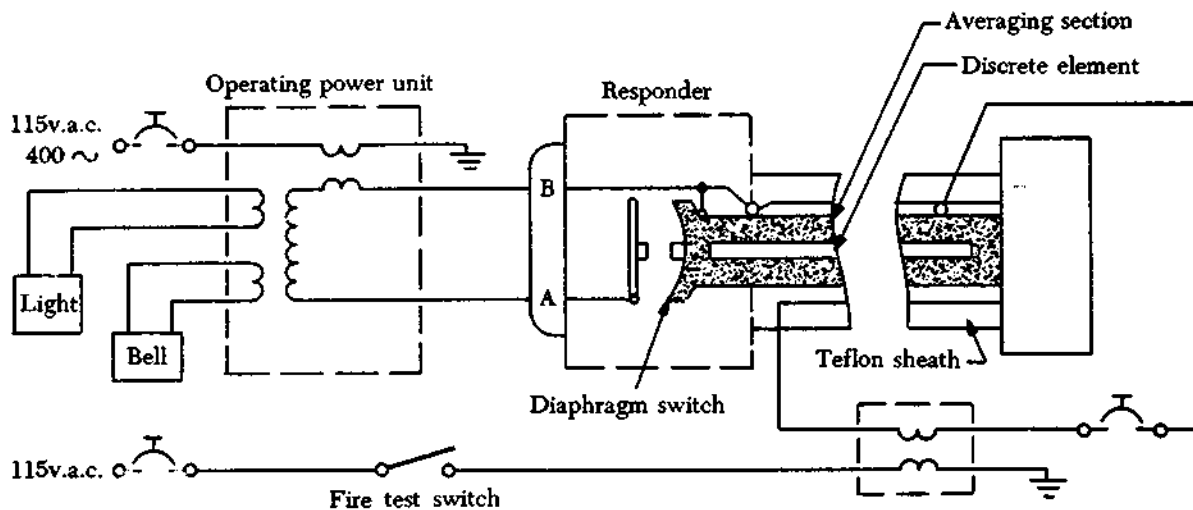 Averaging section
Discrete element
Operating power unit
Responder
115v.a.c.
400 ~
B
A
Light
Bell
Teflon sheath
Diaphragm switch
115v.a.c.
Fire test switch